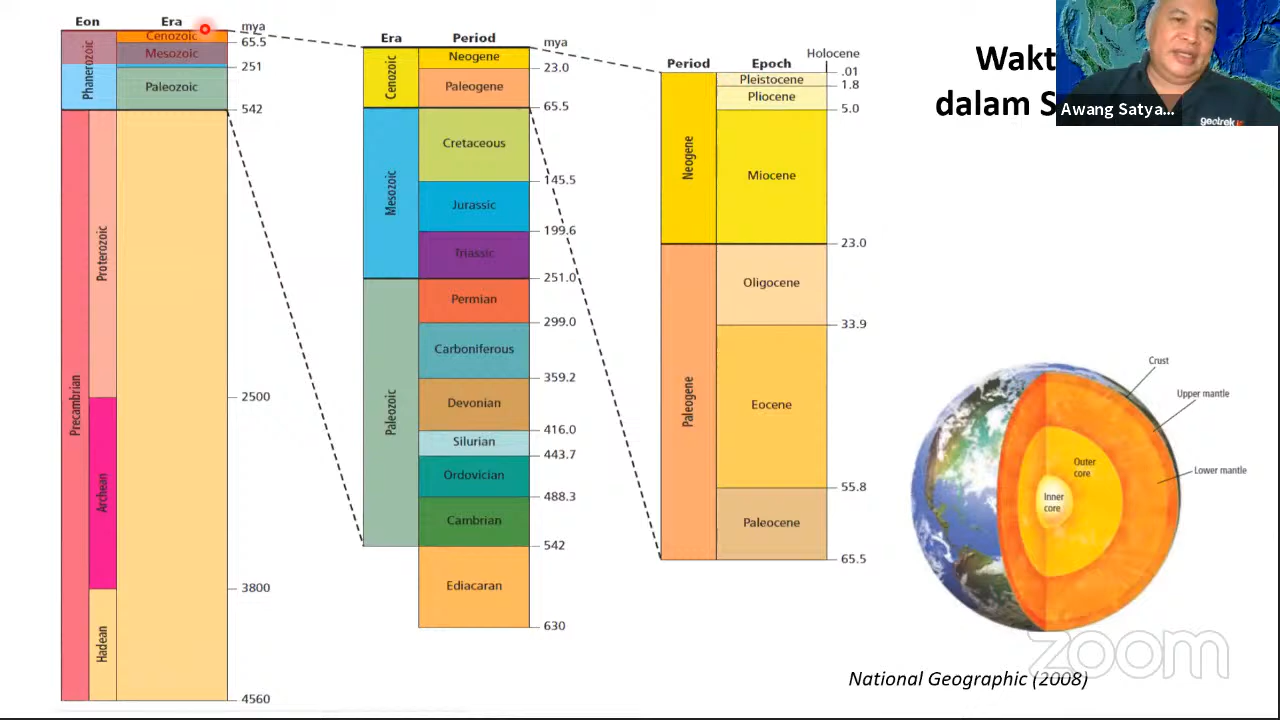 Eon
Era
mya
Phanerozoic
Cenozoic
65.5
Mesozoic
251
Paleozoic
542
Precambrian
Proterozoic
2500
Archean
3800
Hadean
4560
Era
Period
mya
Cenozoic
Neogene
23.0
Paleogene
65.5
Mesozoic
Cretaceous
145.5
Jurassic
199.6
Triassic
251.0
Paleozoic
Permian
299.0
Carboniferous
359.2
Devonian
416.0
Silurian
443.7
Ordovician
488.3
Cambrian
542
Ediacaran
630
Period
Epoch
Holocene
.01
Neogene
Pleistocene
1.8
Pliocene
5.0
Miocene
23.0
Paleogene
Oligocene
33.9
Eocene
55.8
Paleocene
65.5
Wakt
dalam S
Awang Satya...
geotrek
Crust
Upper mantle
Lower mantle
Outer
core
Inner
core
zoom
National Geographic (2008)